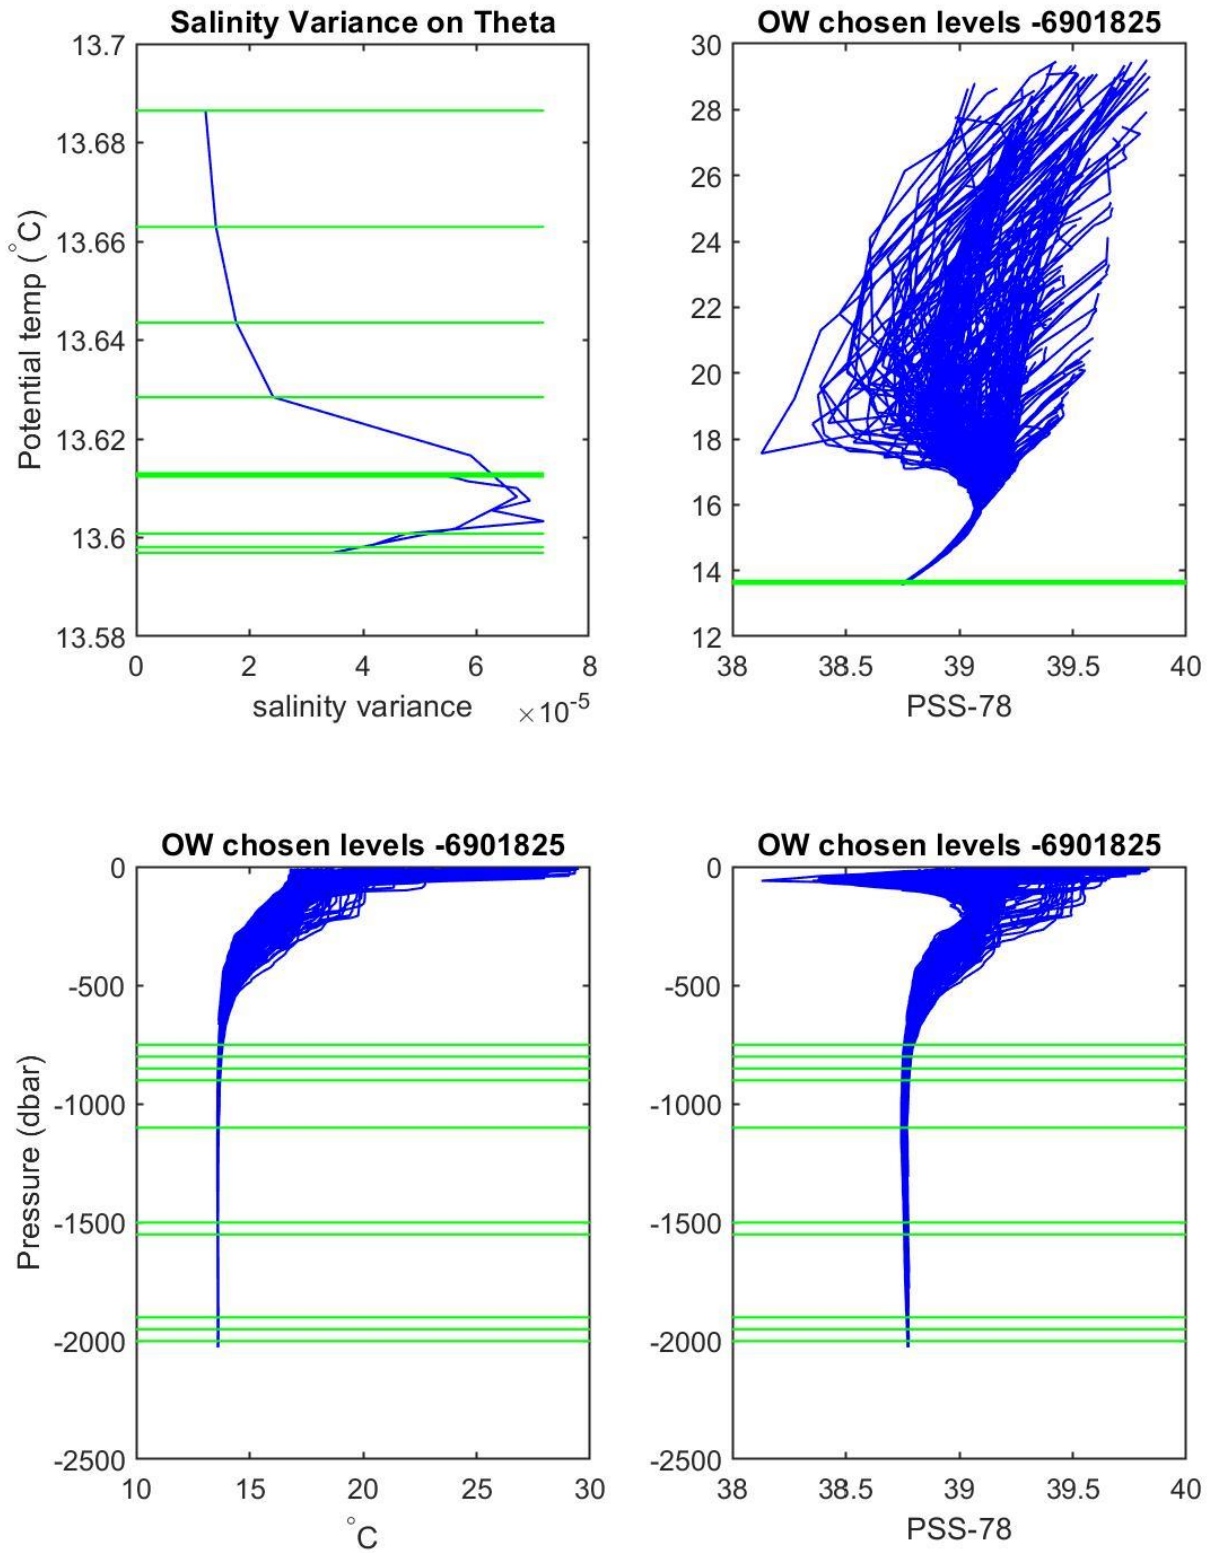 Salinity Variance on Theta
13.7
13.68
13.66
13.64
13.62
13.6
13.58
Potential temp (°C)
0 2 4 6 8
salinity variance ×10-5
OW chosen levels -6901825
30
28
26
24
22
20
18
16
14
12
38 38.5 39 39.5 40
PSS-78
OW chosen levels -6901825
0
-500
-1000
-1500
-2000
-2500
Pressure (dbar)
10 15 20 25 30
°C
OW chosen levels -6901825
0
-500
-1000
-1500
-2000
-2500
38 38.5 39 39.5 40
PSS-78